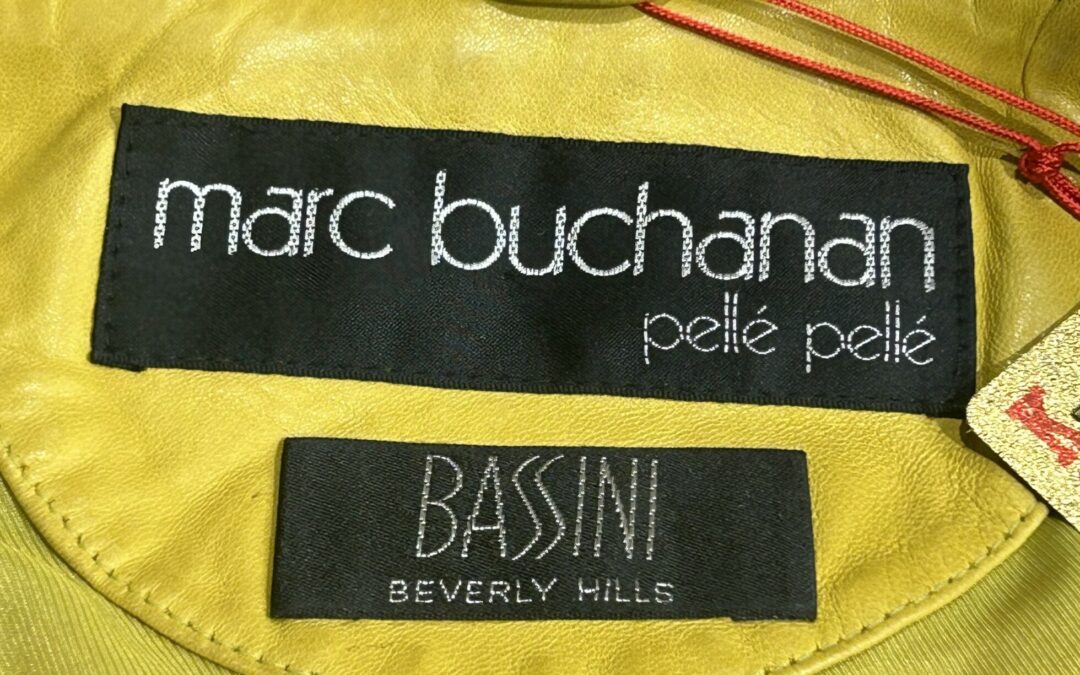 marc buchanan
pellé pellé
BASSINI
BEVERLY HILLS